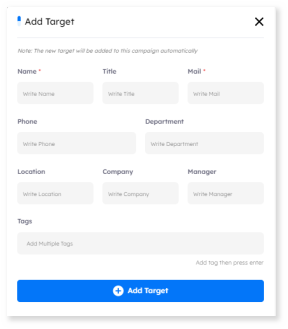 Add Target
Note: The new target will be added to this campaign automatically
Name * Title Mail *
Write Name Write Title Write Mail
Phone Department
Write Phone Write Department
Location Company Manager
Write Location Write Company Write Manager
Tags
Add Multiple Tags
Add tag then press enter
Add Target